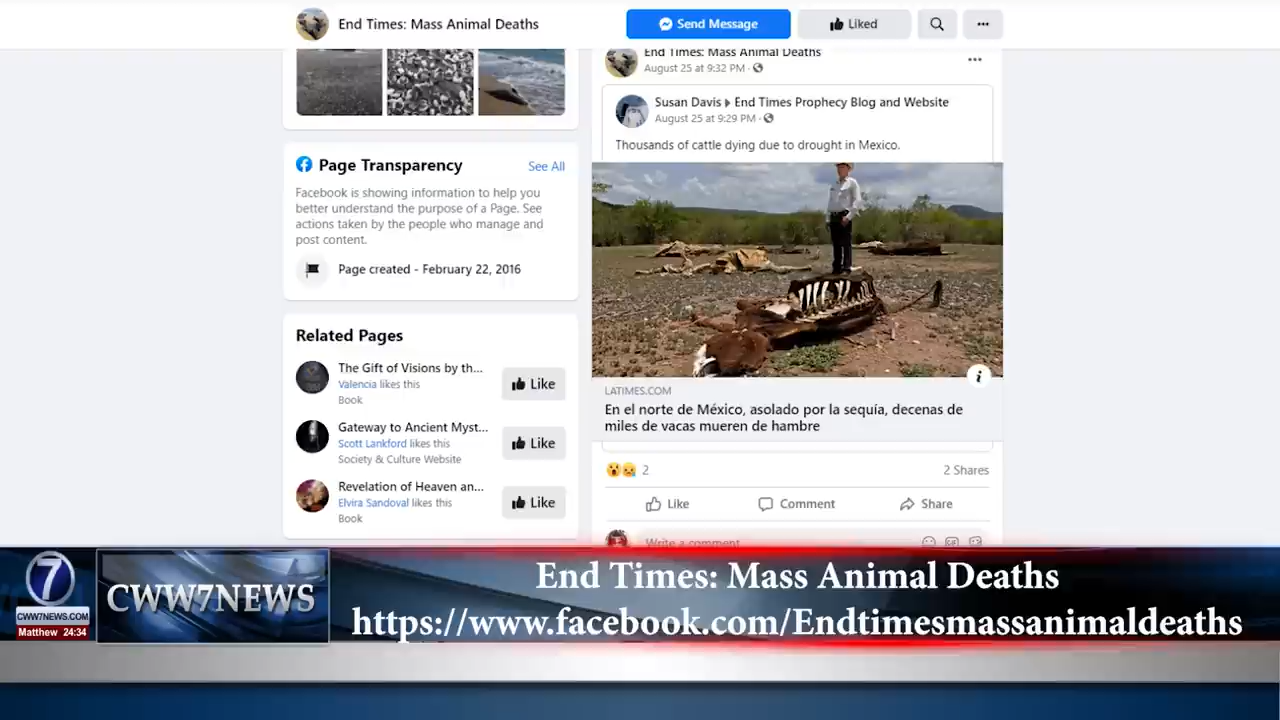 End Times: Mass Animal Deaths
Send Message
Liked
End Times: Mass Animal Deaths
August 25 at 9:32 PM ·
Susan Davis ▸ End Times Prophecy Blog and Website
August 25 at 9:29 PM ·
Thousands of cattle dying due to drought in Mexico.
Page Transparency
See All
Facebook is showing information to help you
better understand the purpose of a Page. See
actions taken by the people who manage and
post content.
Page created - February 22, 2016
Related Pages
The Gift of Visions by th...
Valencia likes this
Book
Like
Gateway to Ancient Myst...
Scott Lankford likes this
Society & Culture Website
Like
Revelation of Heaven an...
Elvira Sandoval likes this
Book
Like
LATIMES.COM
En el norte de México, asolado por la sequía, decenas de
miles de vacas mueren de hambre
2
2 Shares
Like
Comment
Share
Write a comment
GIF
7
CWW7NEWS.COM
Matthew 24:34
CWW7NEWS
End Times: Mass Animal Deaths
https://www.facebook.com/Endtimesmassanimaldeaths